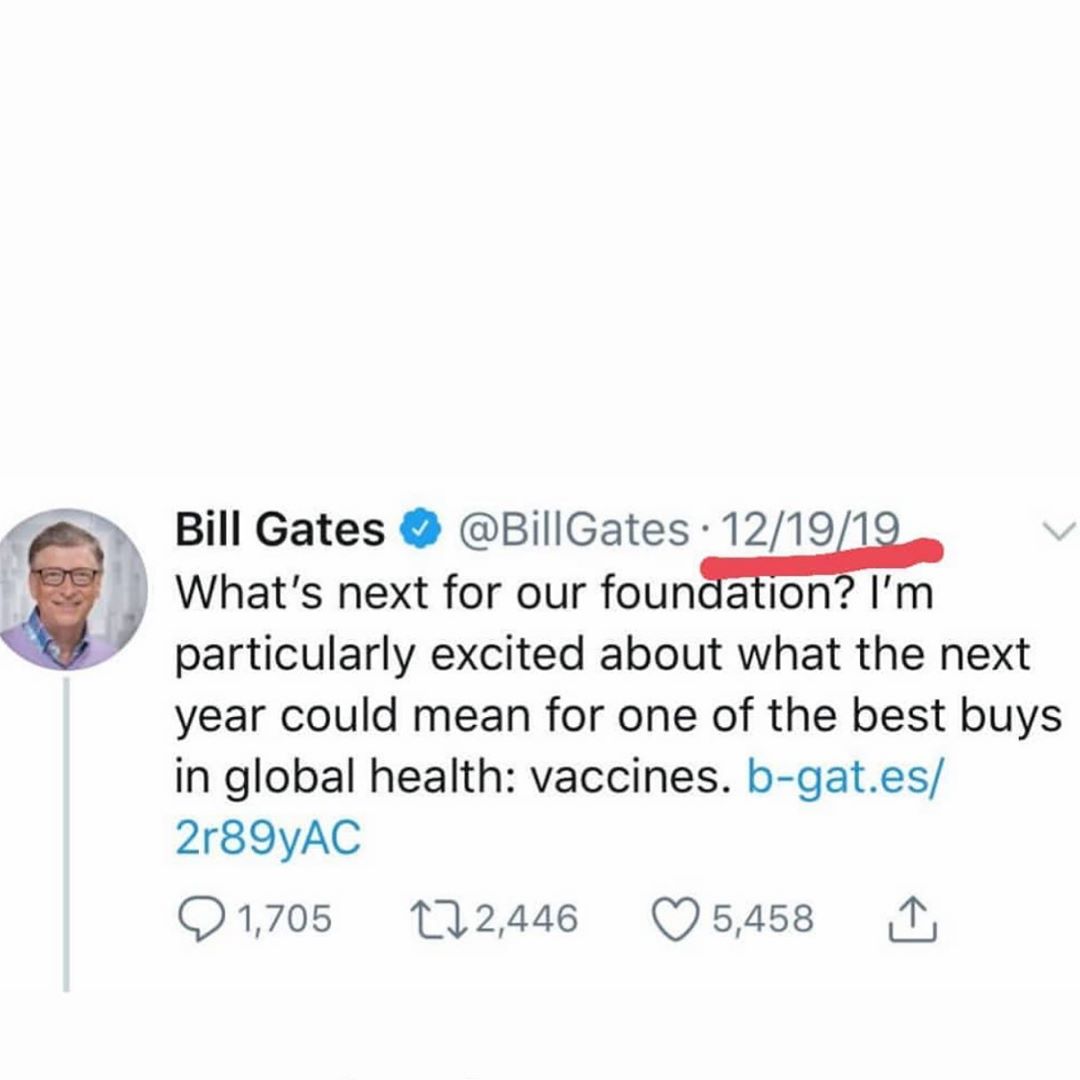 Bill Gates @BillGates · 12/19/19
What's next for our foundation? I'm
particularly excited about what the next
year could mean for one of the best buys
in global health: vaccines. b-gat.es/
2r89yAC
1,705 2,446 5,458